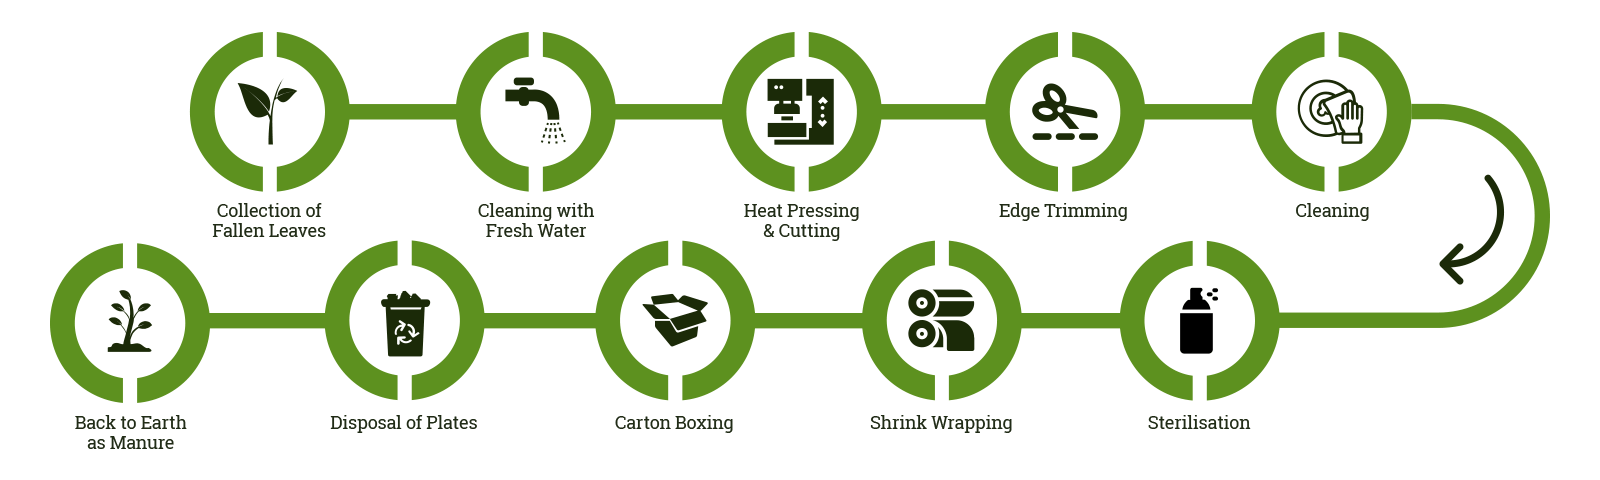 Collection of
Fallen Leaves
Cleaning with
Fresh Water
Heat Pressing
& Cutting
Edge Trimming
Cleaning
Back to Earth
as Manure
Disposal of Plates
Carton Boxing
Shrink Wrapping
Sterilisation